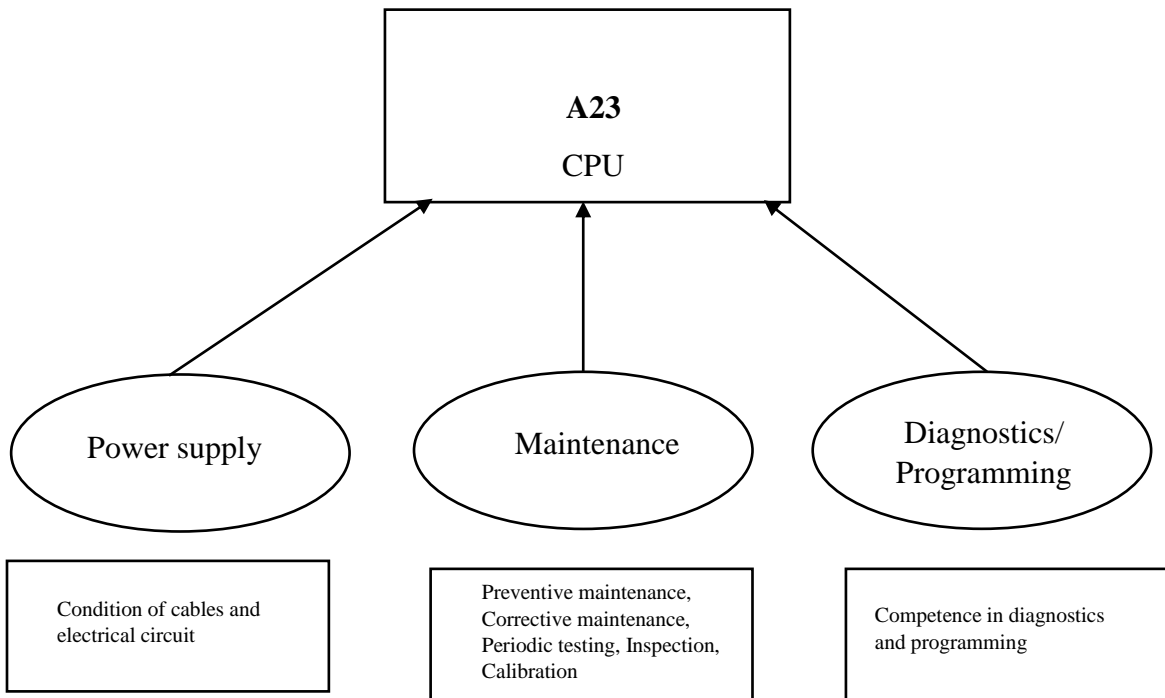 A23
CPU
Power supply
Maintenance
Diagnostics/
Programming
Condition of cables and
electrical circuit
Preventive maintenance,
Corrective maintenance,
Periodic testing, Inspection,
Calibration
Competence in diagnostics
and programming